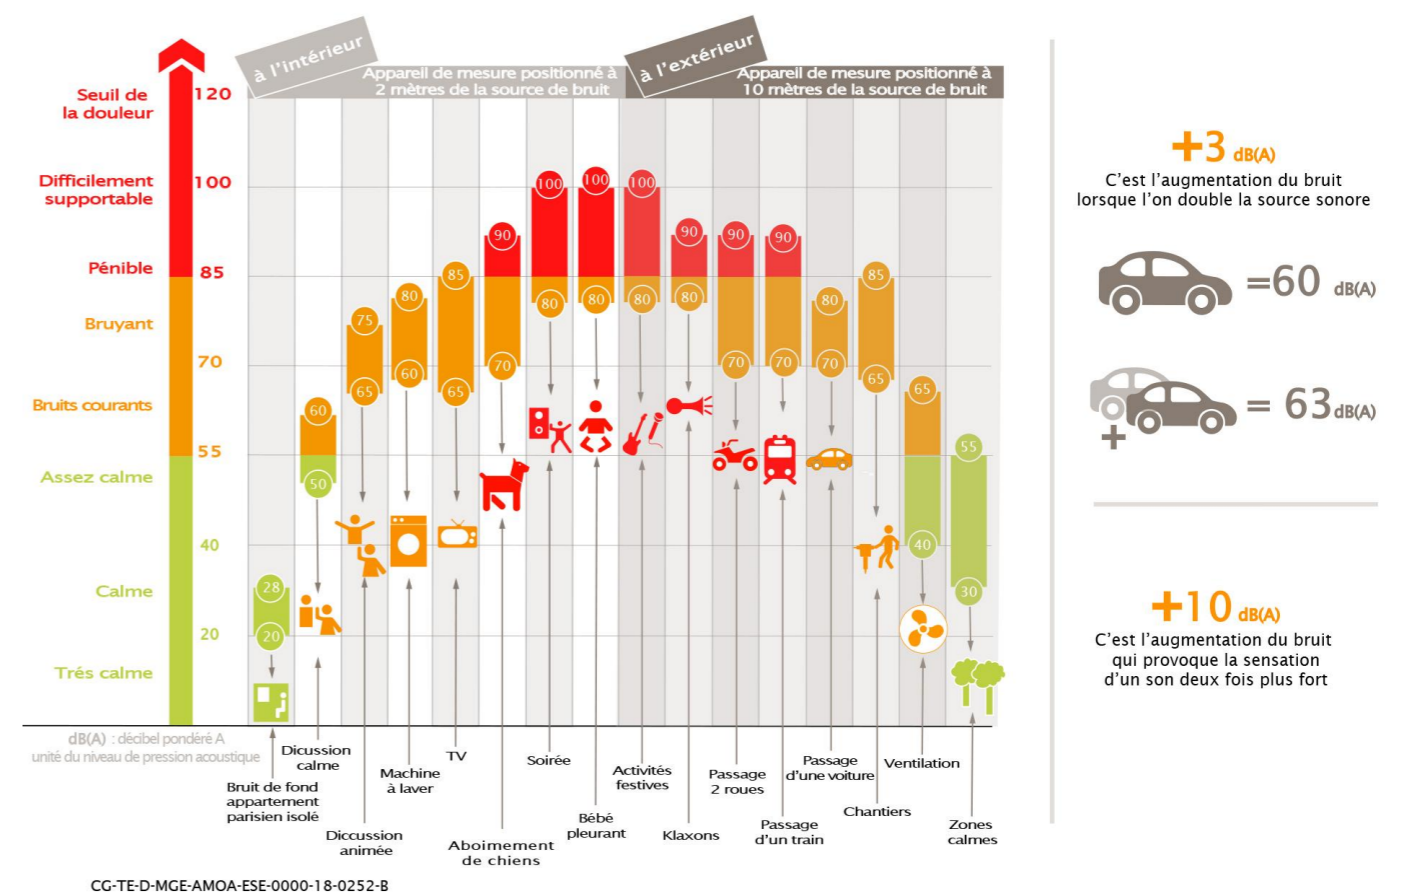 à l'intérieur
Appareil de mesure positionné à
2 mètres de la source de bruit
à l'extérieur
Appareil de mesure positionné à
10 mètres de la source de bruit
Seuil de
la douleur
120
Difficilement
supportable
100
Pénible
85
Bruyant
70
Bruits courants
55
Assez calme
40
Calme
20
Trés calme
28
20
60
50
75
65
80
60
85
65
90
70
100
80
100
80
100
80
90
80
90
70
90
70
80
70
85
65
65
40
55
30
dB(A) : décibel pondéré A
unité du niveau de pression acoustique
Bruit de fond
appartement
parisien isolé
Dicussion
calme
Diccussion
animée
Machine
à laver
TV
Aboimement
de chiens
Soirée
Bébé
pleurant
Activités
festives
Klaxons
Passage
2 roues
Passage
d'un train
Passage
d'une voiture
Chantiers
Ventilation
Zones
calmes
+3 dB(A)
C'est l'augmentation du bruit
lorsque l'on double la source sonore
=60 dB(A)
+
= 63 dB(A)
+10 dB(A)
C'est l'augmentation du bruit
qui provoque la sensation
d'un son deux fois plus fort
CG-TE-D-MGE-AMOA-ESE-0000-18-0252-B